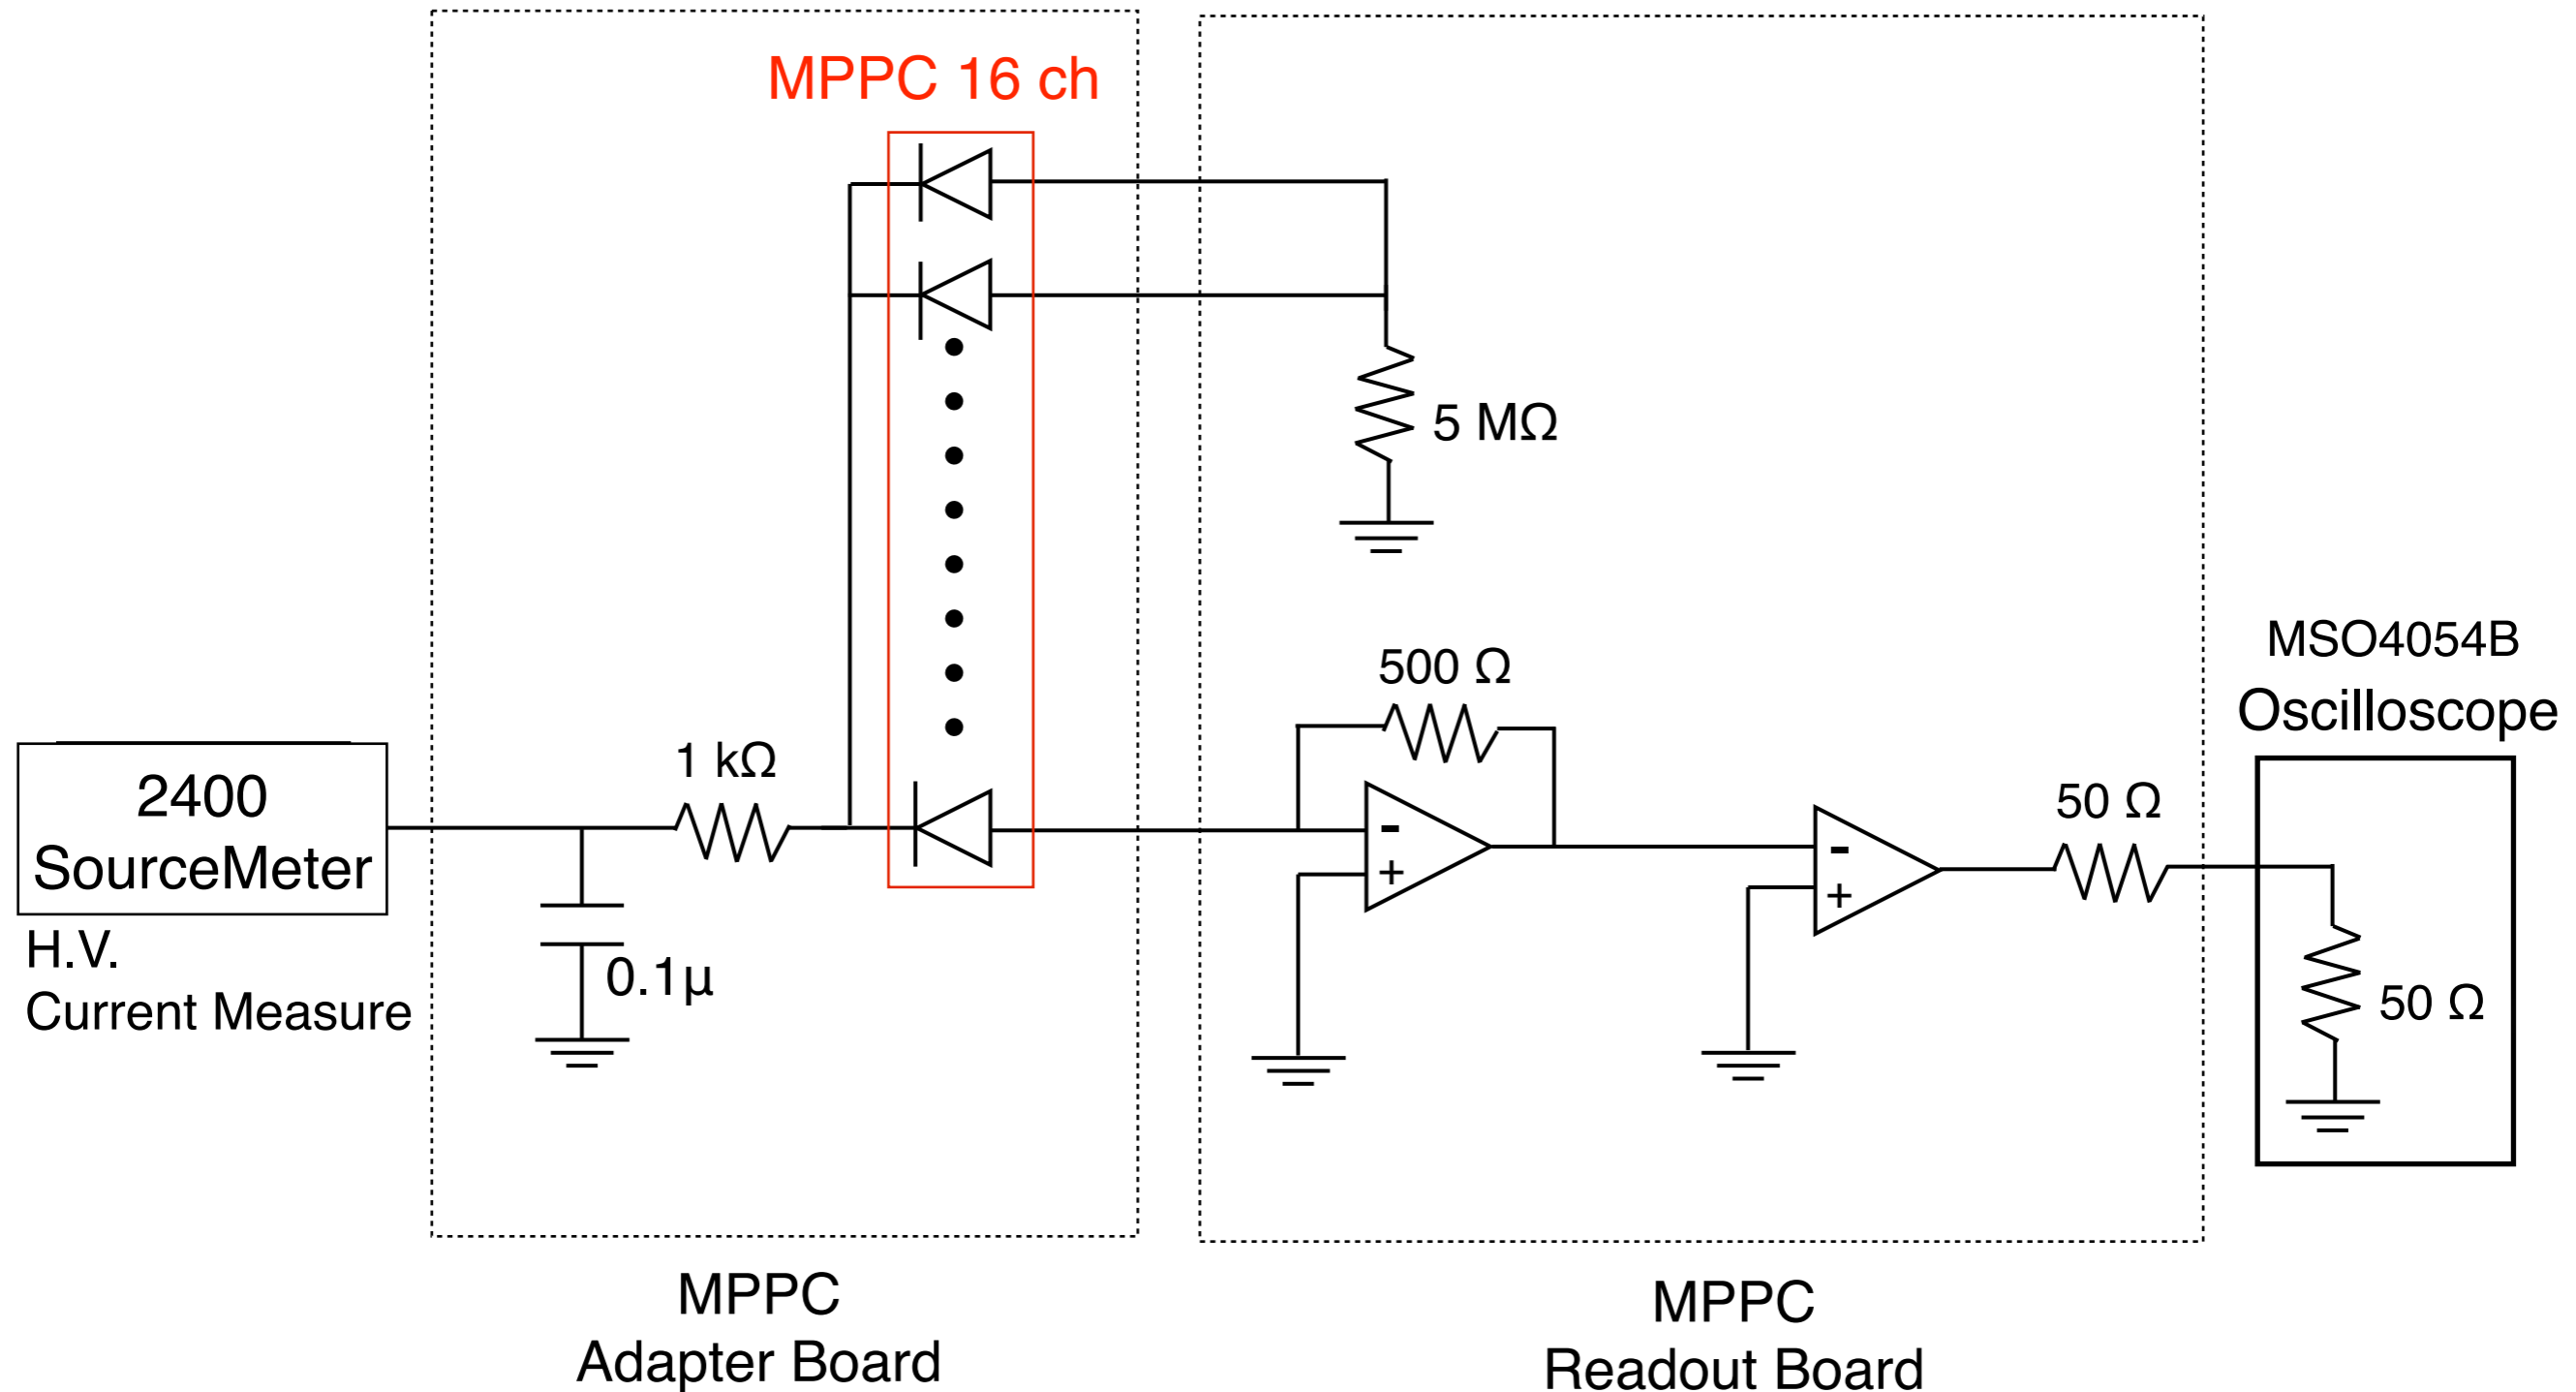 MPPC 16 ch
5 MΩ
500 Ω
MSO4054B
Oscilloscope
1 kΩ
2400
SourceMeter
50 Ω
-
+
-
+
H.V.
Current Measure
0.1μ
50 Ω
MPPC
Adapter Board
MPPC
Readout Board